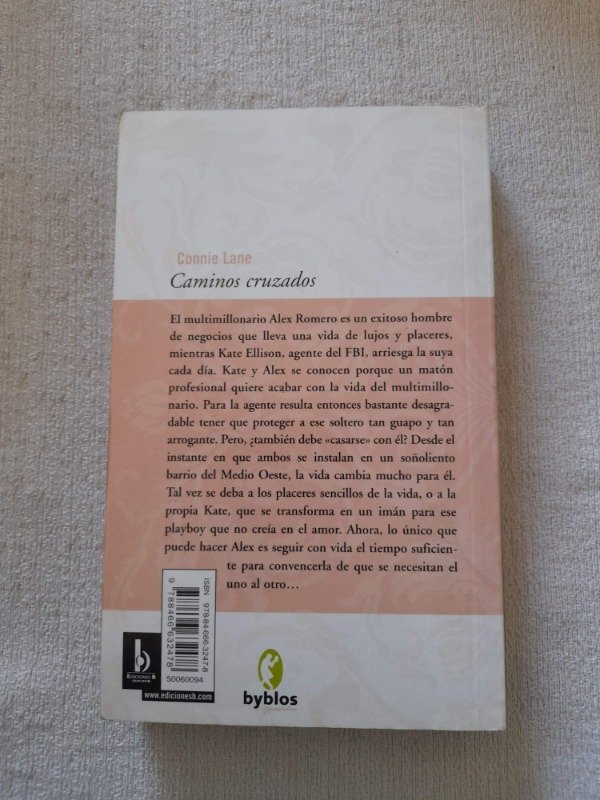 Connie Lane
Caminos cruzados
El multimillonario Alex Romero es un exitoso hombre
de negocios que lleva una vida de lujos y placeres,
mientras Kate Ellison, agente del FBI, arriesga la suya
cada día. Kate y Alex se conocen porque un matón
profesional quiere acabar con la vida del multimillo-
nario. Para la agente resulta entonces bastante desagra-
dable tener que proteger a ese soltero tan guapo y tan
arrogante. Pero, ¿también debe «casarse» con él? Desde el
instante en que ambos se instalan en un soñoliento
barrio del Medio Oeste, la vida cambia mucho para él.
Tal vez se deba a los placeres sencillos de la vida, o a la
propia Kate, que se transforma en un imán para ese
playboy que no creía en el amor. Ahora, lo único que
puede hacer Alex es seguir con vida el tiempo suficien-
te para convencerla de que se necesitan el
uno al otro…
ISBN 978-84-666-3247-8
9 788466 632478
50060094
b
EDICIONES B
www.edicionesb.com
byblos